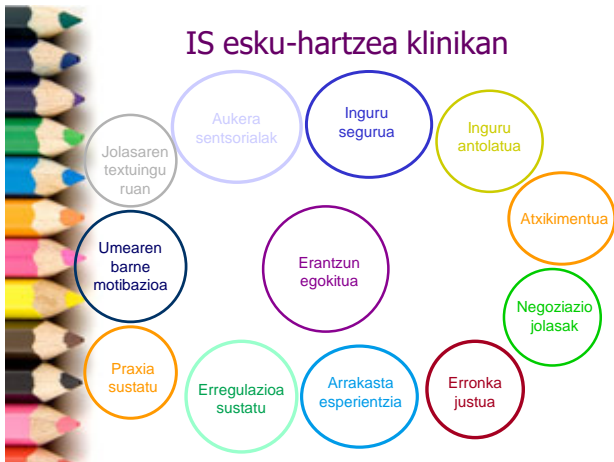 IS esku-hartzea klinikan
Aukera
sentsorialak
Inguru
segurua
Inguru
antolatua
Jolasaren
textuingu
ruan
Atxikimentua
Umearen
barne
motibazioa
Erantzun
egokitua
Negoziazio
jolasak
Praxia
sustatu
Erregulazioa
sustatu
Arrakasta
esperientzia
Erronka
justua